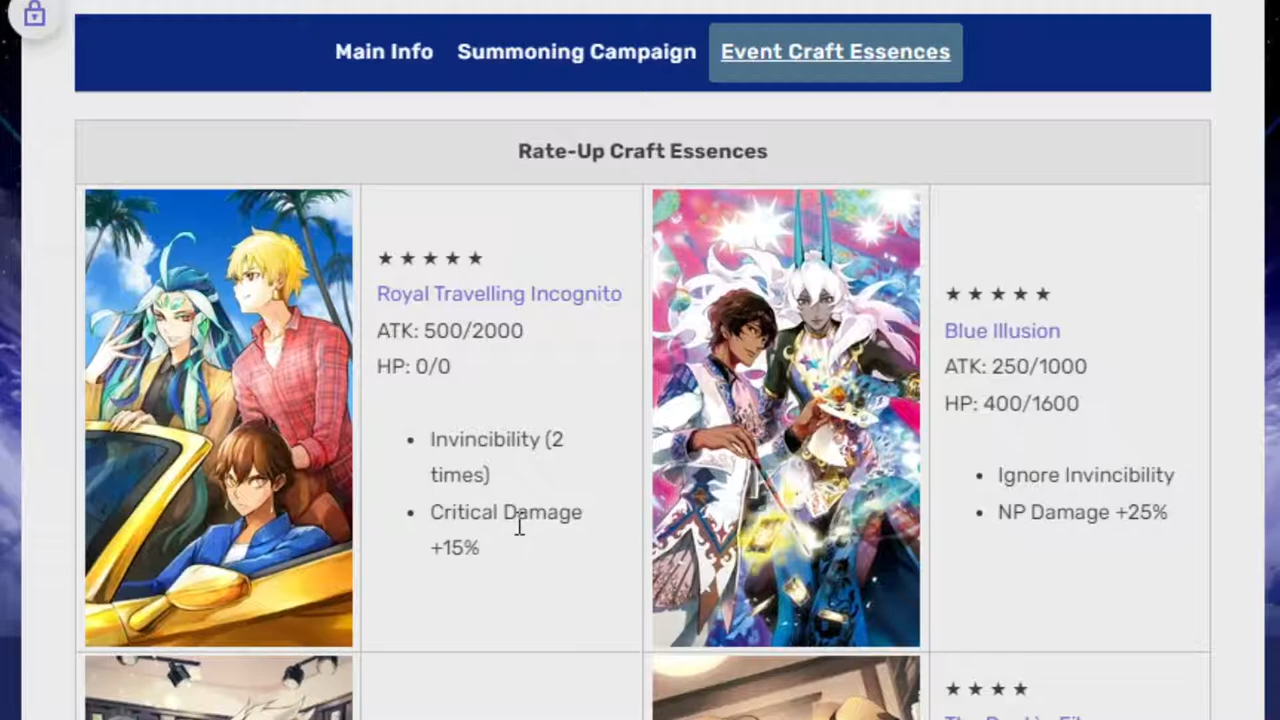 Main Info Summoning Campaign Event Craft Essences
Rate-Up Craft Essences
★★★★★
Royal Travelling Incognito
ATK: 500/2000
HP: 0/0
• Invincibility (2
times)
• Critical Damage
+15%
★★★★★
Blue Illusion
ATK: 250/1000
HP: 400/1600
• Ignore Invincibility
• NP Damage +25%
★★★★